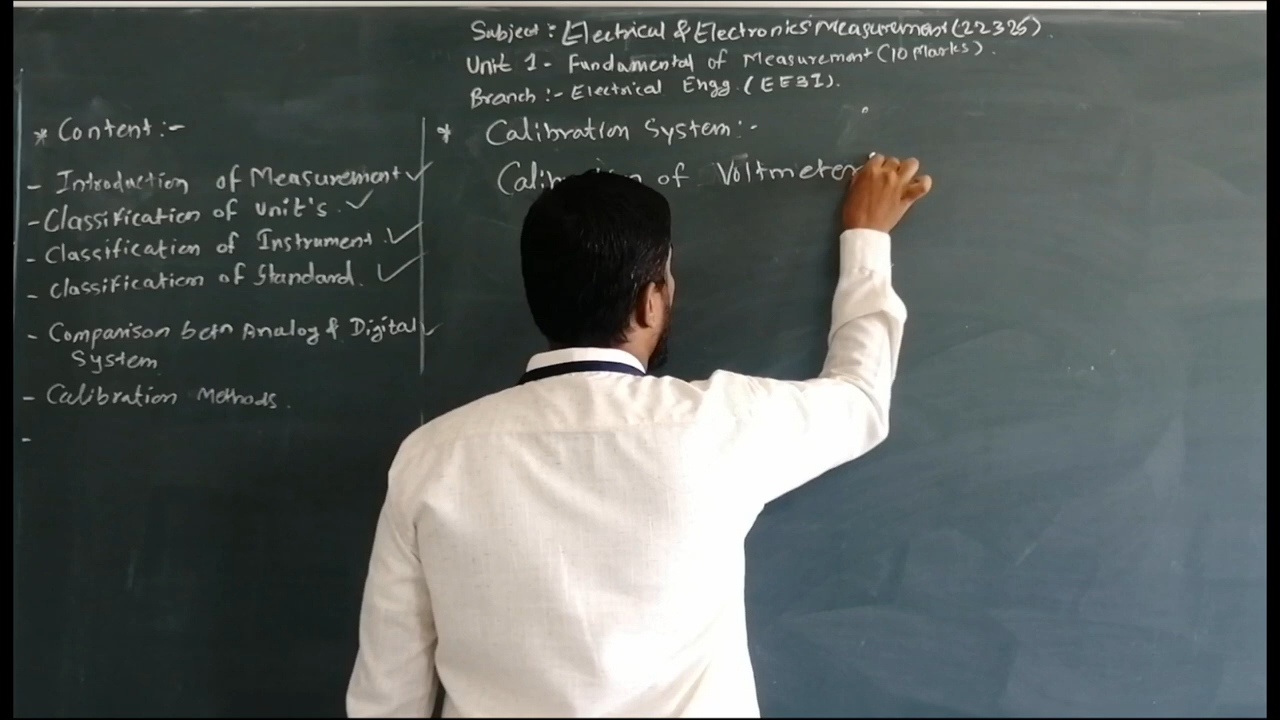 Subject : Electrical & Electronics Measurement (22325).
Unit 1 - Fundamental of Measurement (10 Marks).
Branch :- Electrical Engg. (EE3I).
* Content :-
- Introduction of Measurement ✓
- Classification of Unit's. ✓
- Classification of Instrument. ✓
- Classification of Standard. ✓
- Comparison betn Analog & Digital ✓
System
- Calibration Methods.
-
* Calibration System :-
of Voltmeter